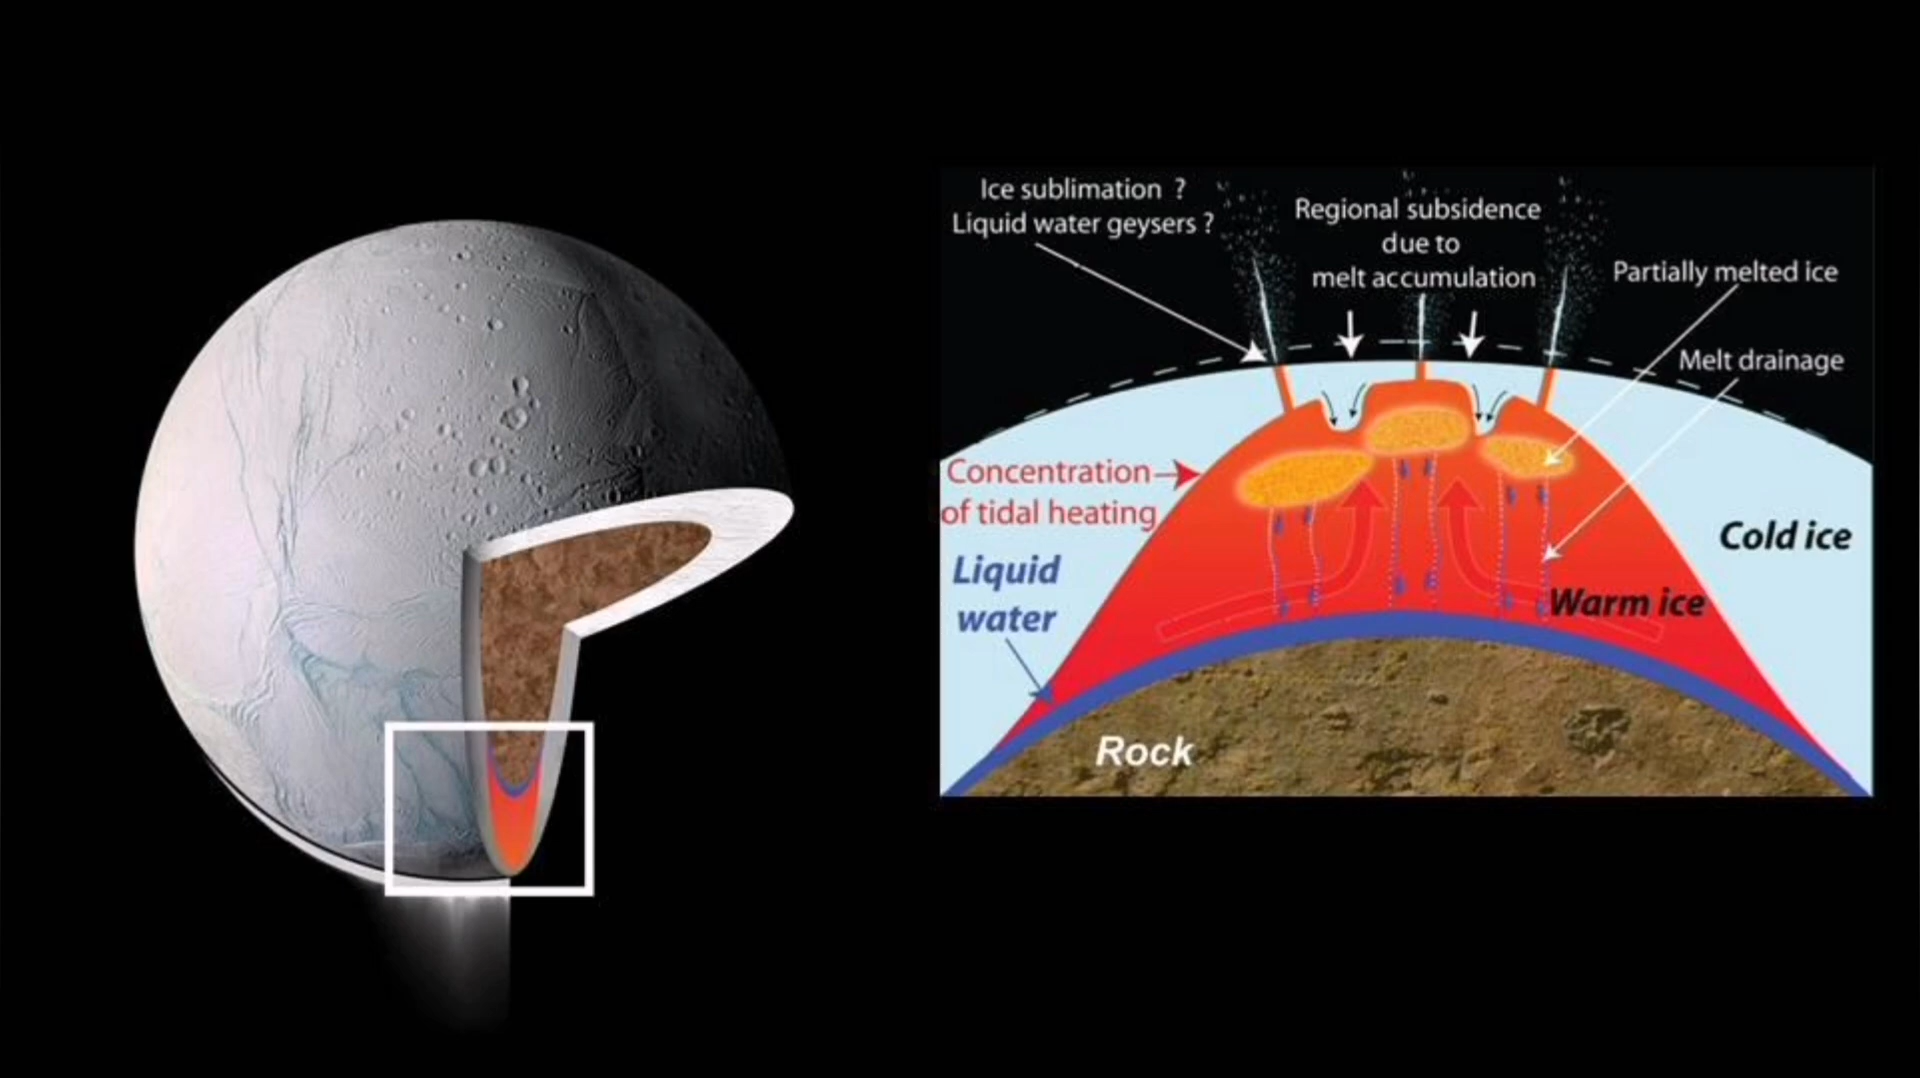 Ice sublimation ?
Liquid water geysers ?
Regional subsidence
due to
melt accumulation
Partially melted ice
Melt drainage
Concentration
of tidal heating
Liquid
water
Cold ice
Warm ice
Rock